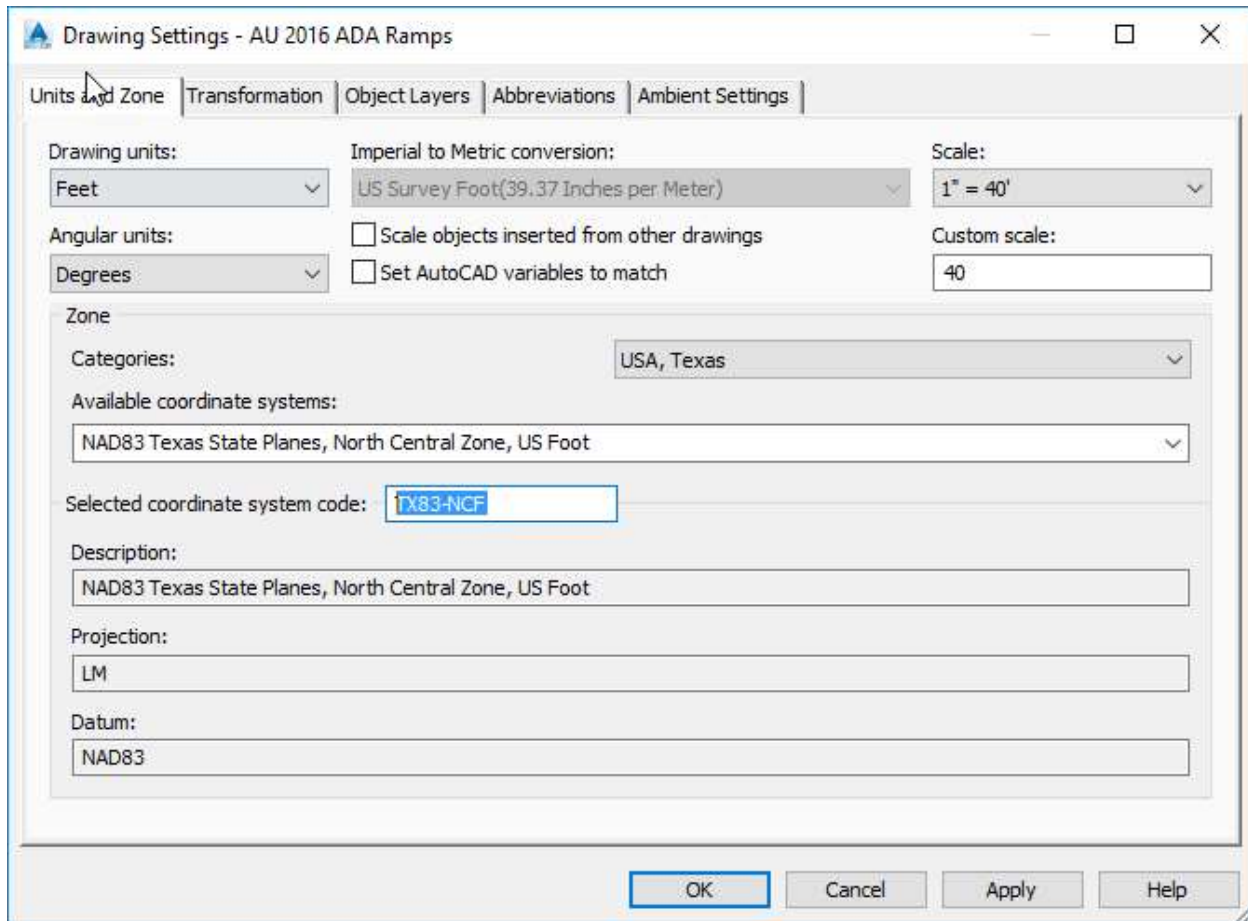 Drawing Settings - AU 2016 ADA Ramps
Units and Zone Transformation Object Layers Abbreviations Ambient Settings
Drawing units: Imperial to Metric conversion: Scale:
Feet US Survey Foot(39.37 Inches per Meter) 1" = 40'
Angular units: Scale objects inserted from other drawings Custom scale:
Degrees Set AutoCAD variables to match 40
Zone
Categories: USA, Texas
Available coordinate systems:
NAD83 Texas State Planes, North Central Zone, US Foot
Selected coordinate system code: TX83-NCF
Description:
NAD83 Texas State Planes, North Central Zone, US Foot
Projection:
LM
Datum:
NAD83
OK Cancel Apply Help